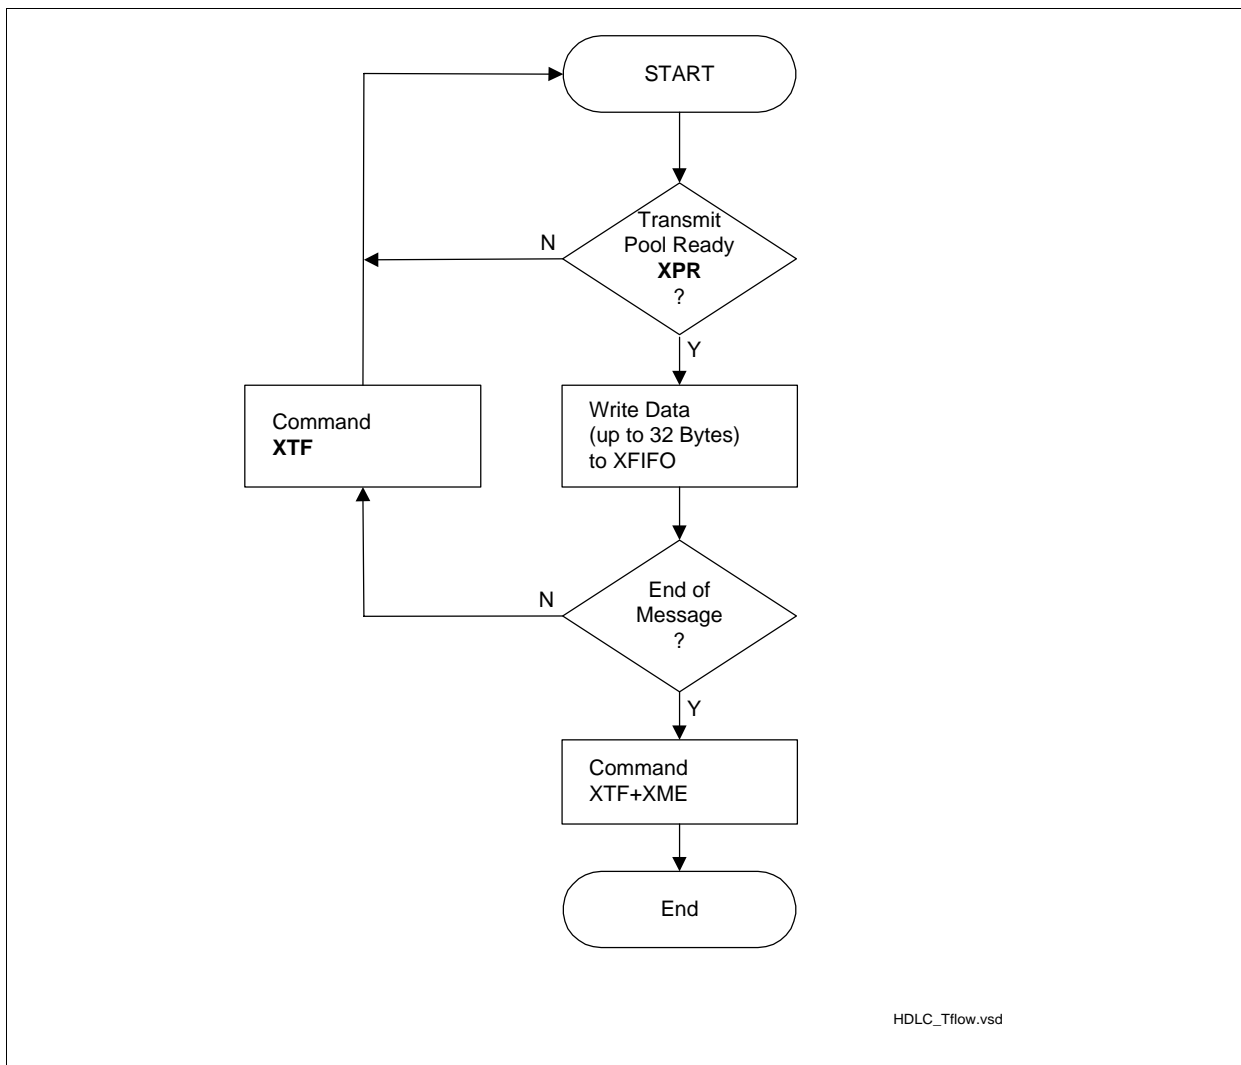 START
Transmit
Pool Ready
XPR
?
N
Y
Command
XTF
Write Data
(up to 32 Bytes)
to XFIFO
End of
Message
?
N
Y
Command
XTF+XME
End
HDLC_Tflow.vsd